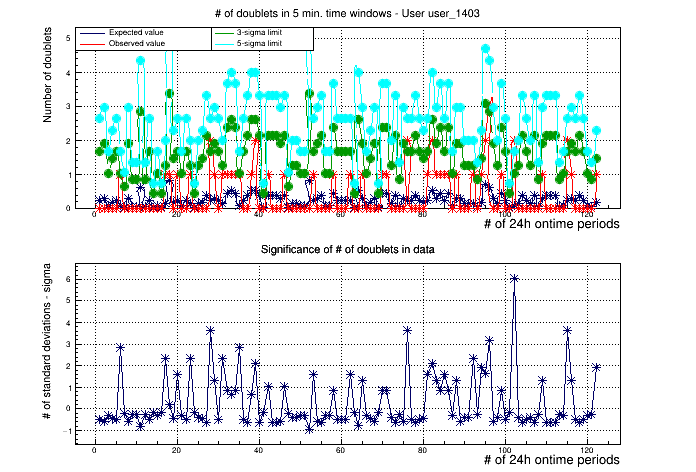 # of doublets in 5 min. time windows - User user_1403
Expected value
3-sigma limit
Observed value
5-sigma limit
# of doublets
5
4
3
2
1
0
0 20 40 60 80 100 120
# of 24h ontime periods
Significance of # of doublets in data
# of standard deviations - sigma
6
5
4
3
2
1
0
−1
0 20 40 60 80 100 120
# of 24h ontime periods